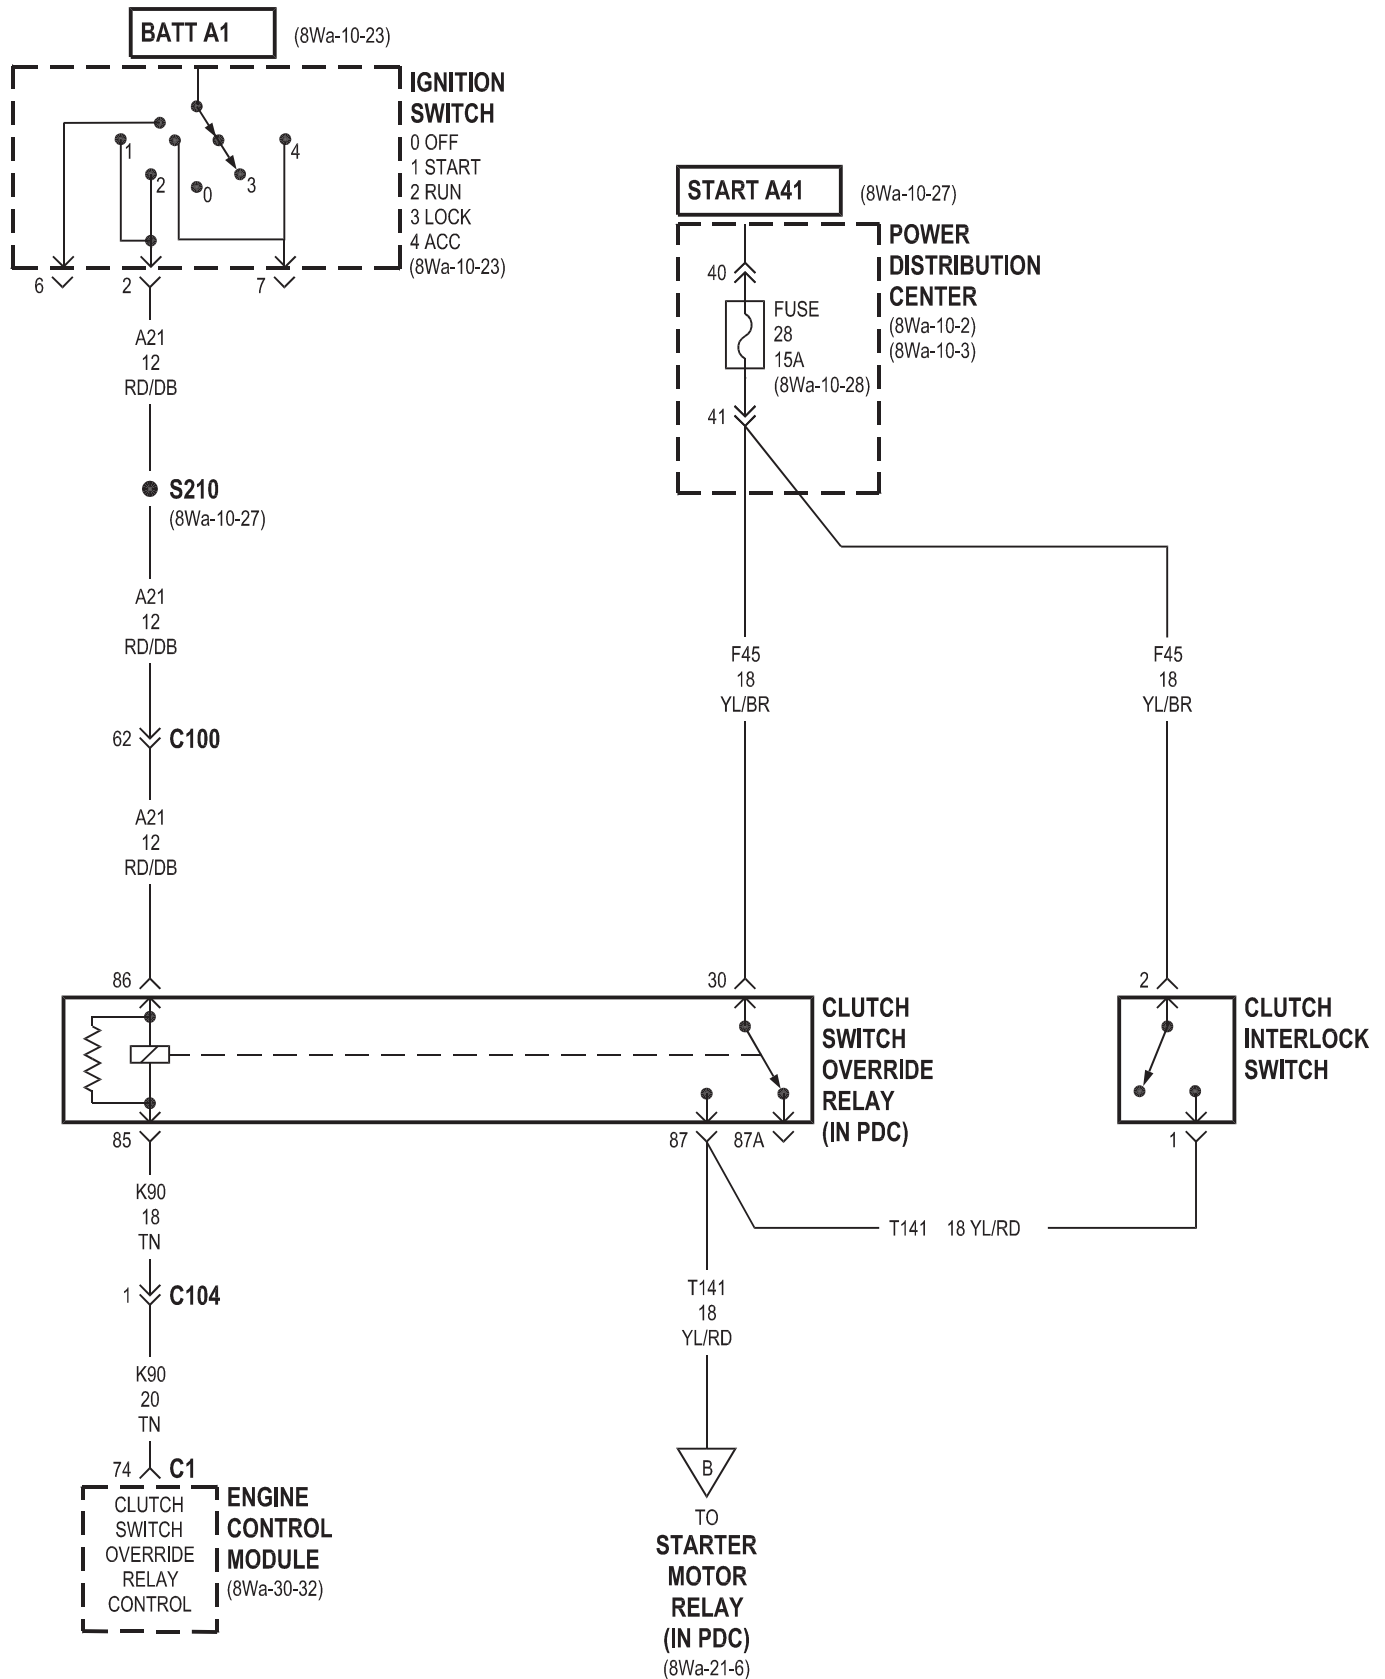 BATT A1
(8Wa-10-23)
IGNITION
SWITCH
0 OFF
1 START
2 RUN
3 LOCK
4 ACC
(8Wa-10-23)
1
2
0
3
4
6
2
7
A21
12
RD/DB
S210
(8Wa-10-27)
A21
12
RD/DB
62
C100
A21
12
RD/DB
START A41
(8Wa-10-27)
POWER
DISTRIBUTION
CENTER
(8Wa-10-2)
(8Wa-10-3)
40
FUSE
28
15A
(8Wa-10-28)
41
F45
18
YL/BR
F45
18
YL/BR
86
30
CLUTCH
SWITCH
OVERRIDE
RELAY
(IN PDC)
2
CLUTCH
INTERLOCK
SWITCH
85
87
87A
1
K90
18
TN
1
C104
K90
20
TN
74
C1
CLUTCH
SWITCH
OVERRIDE
RELAY
CONTROL
ENGINE
CONTROL
MODULE
(8Wa-30-32)
T141 18 YL/RD
T141
18
YL/RD
B
TO
STARTER
MOTOR
RELAY
(IN PDC)
(8Wa-21-6)